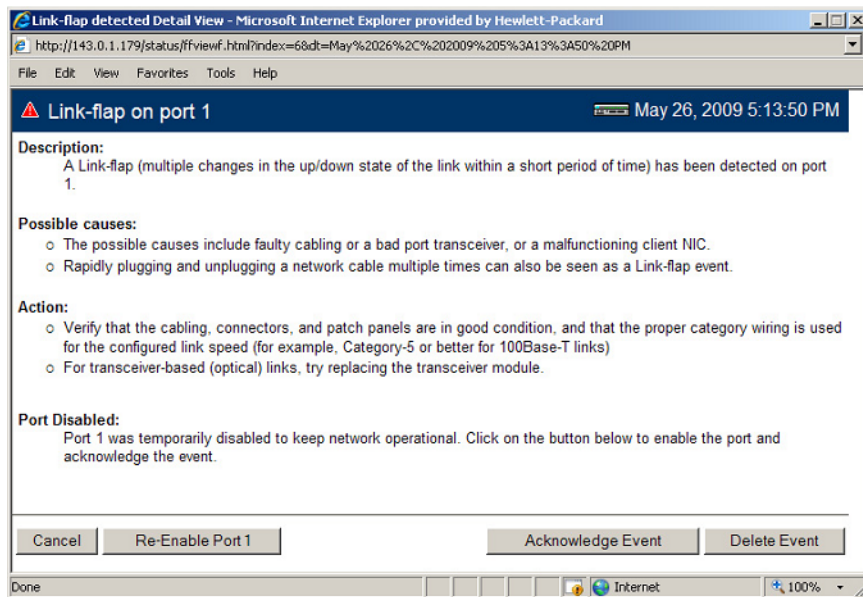 Link-flap detected Detail View - Microsoft Internet Explorer provided by Hewlett-Packard
http://143.0.1.179/status/ffviewf.html?index=6&dt=May%2026%2C%202009%205%3A13%3A50%20PM
File Edit View Favorites Tools Help
Link-flap on port 1 May 26, 2009 5:13:50 PM
Description:
A Link-flap (multiple changes in the up/down state of the link within a short period of time) has been detected on port
1.
Possible causes:
o The possible causes include faulty cabling or a bad port transceiver, or a malfunctioning client NIC.
o Rapidly plugging and unplugging a network cable multiple times can also be seen as a Link-flap event.
Action:
o Verify that the cabling, connectors, and patch panels are in good condition, and that the proper category wiring is used
for the configured link speed (for example, Category-5 or better for 100Base-T links)
o For transceiver-based (optical) links, try replacing the transceiver module.
Port Disabled:
Port 1 was temporarily disabled to keep network operational. Click on the button below to enable the port and
acknowledge the event.
Cancel Re-Enable Port 1 Acknowledge Event Delete Event
Done Internet 100%